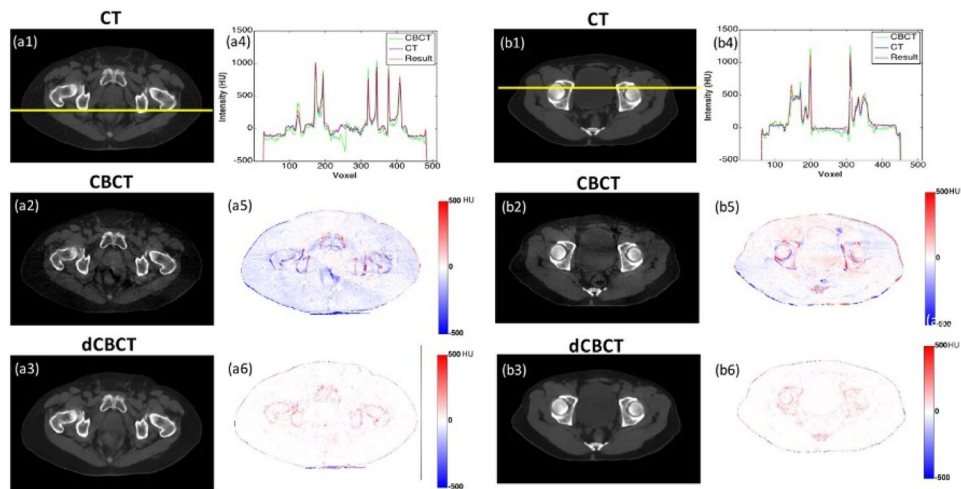 CT
(a1)
(a4)
1500
1000
500
0
-500
Intensity (HU)
CBCT
CT
Result
100 200 300 400 500
Voxel
CT
(b1)
(b4)
1500
1000
500
0
-500
Intensity (HU)
CBCT
CT
Result
100 200 300 400 500
Voxel
CBCT
(a2)
(a5)
500 HU
0
-500
CBCT
(b2)
(b5)
500 HU
0
-500
(a
dCBCT
(a3)
(a6)
500 HU
0
-500
dCBCT
(b3)
(b6)
500 HU
0
-500